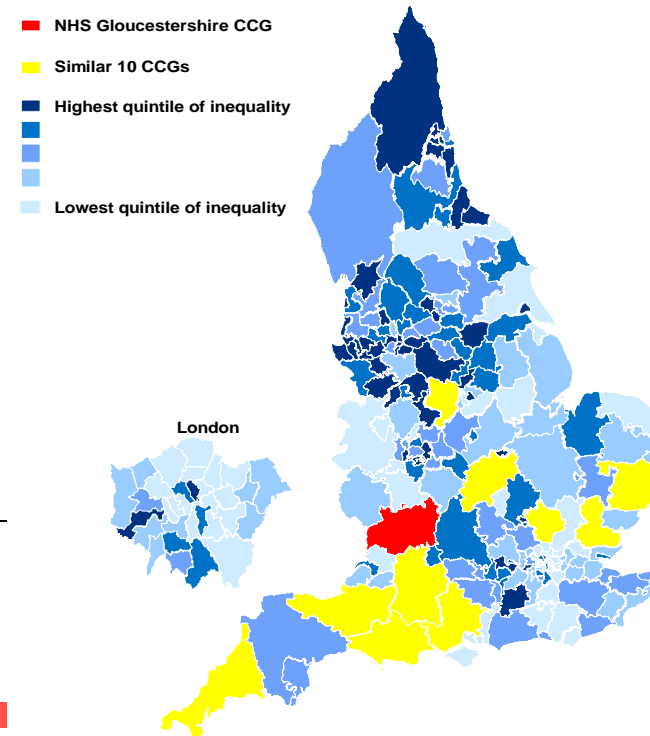 NHS Gloucestershire CCG
Similar 10 CCGs
Highest quintile of inequality
Lowest quintile of inequality
London